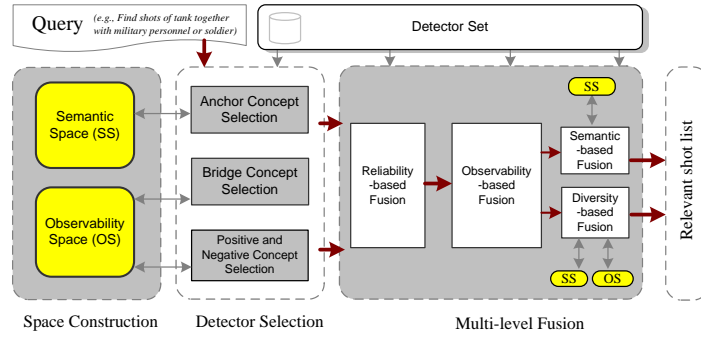 Query
(e.g., Find shots of tank together
with military personnel or soldier)
Detector Set
Semantic
Space (SS)
Observability
Space (OS)
Anchor Concept
Selection
Bridge Concept
Selection
Positive and
Negative Concept
Selection
Reliability
-based
Fusion
Observability
-based
Fusion
SS
Semantic
-based
Fusion
Diversity
-based
Fusion
SS
OS
Relevant shot list
Space Construction
Detector Selection
Multi-level Fusion